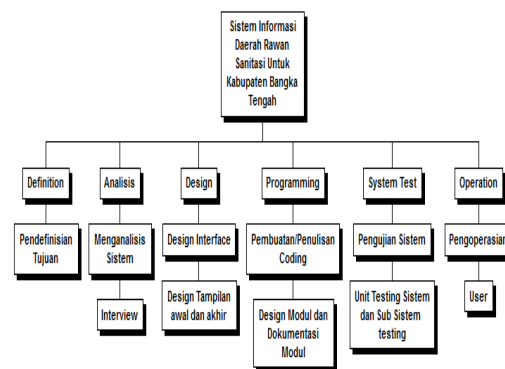 Sistem Informasi
Daerah Rawan
Sanitasi Untuk
Kabupaten Bangka
Tengah
Definition
Analisis
Design
Programming
System Test
Operation
Pendefinisian
Tujuan
Menganalisis
Sistem
Design Interface
Pembuatan/Penulisan
Coding
Pengujian Sistem
Pengoperasian
Interview
Design Tampilan
awal dan akhir
Design Modul dan
Dokumentasi
Modul
Unit Testing Sistem
dan Sub Sistem
testing
User